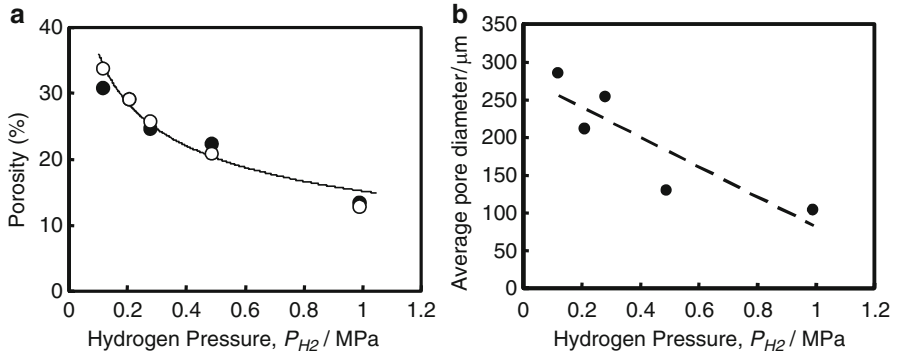 a
Porosity (%)
40
30
20
10
0
0 0.2 0.4 0.6 0.8 1 1.2
Hydrogen Pressure, P_H2 / MPa
b
Average pore diameter/μm
350
300
250
200
150
100
50
0
0 0.2 0.4 0.6 0.8 1 1.2
Hydrogen Pressure, P_H2 / MPa